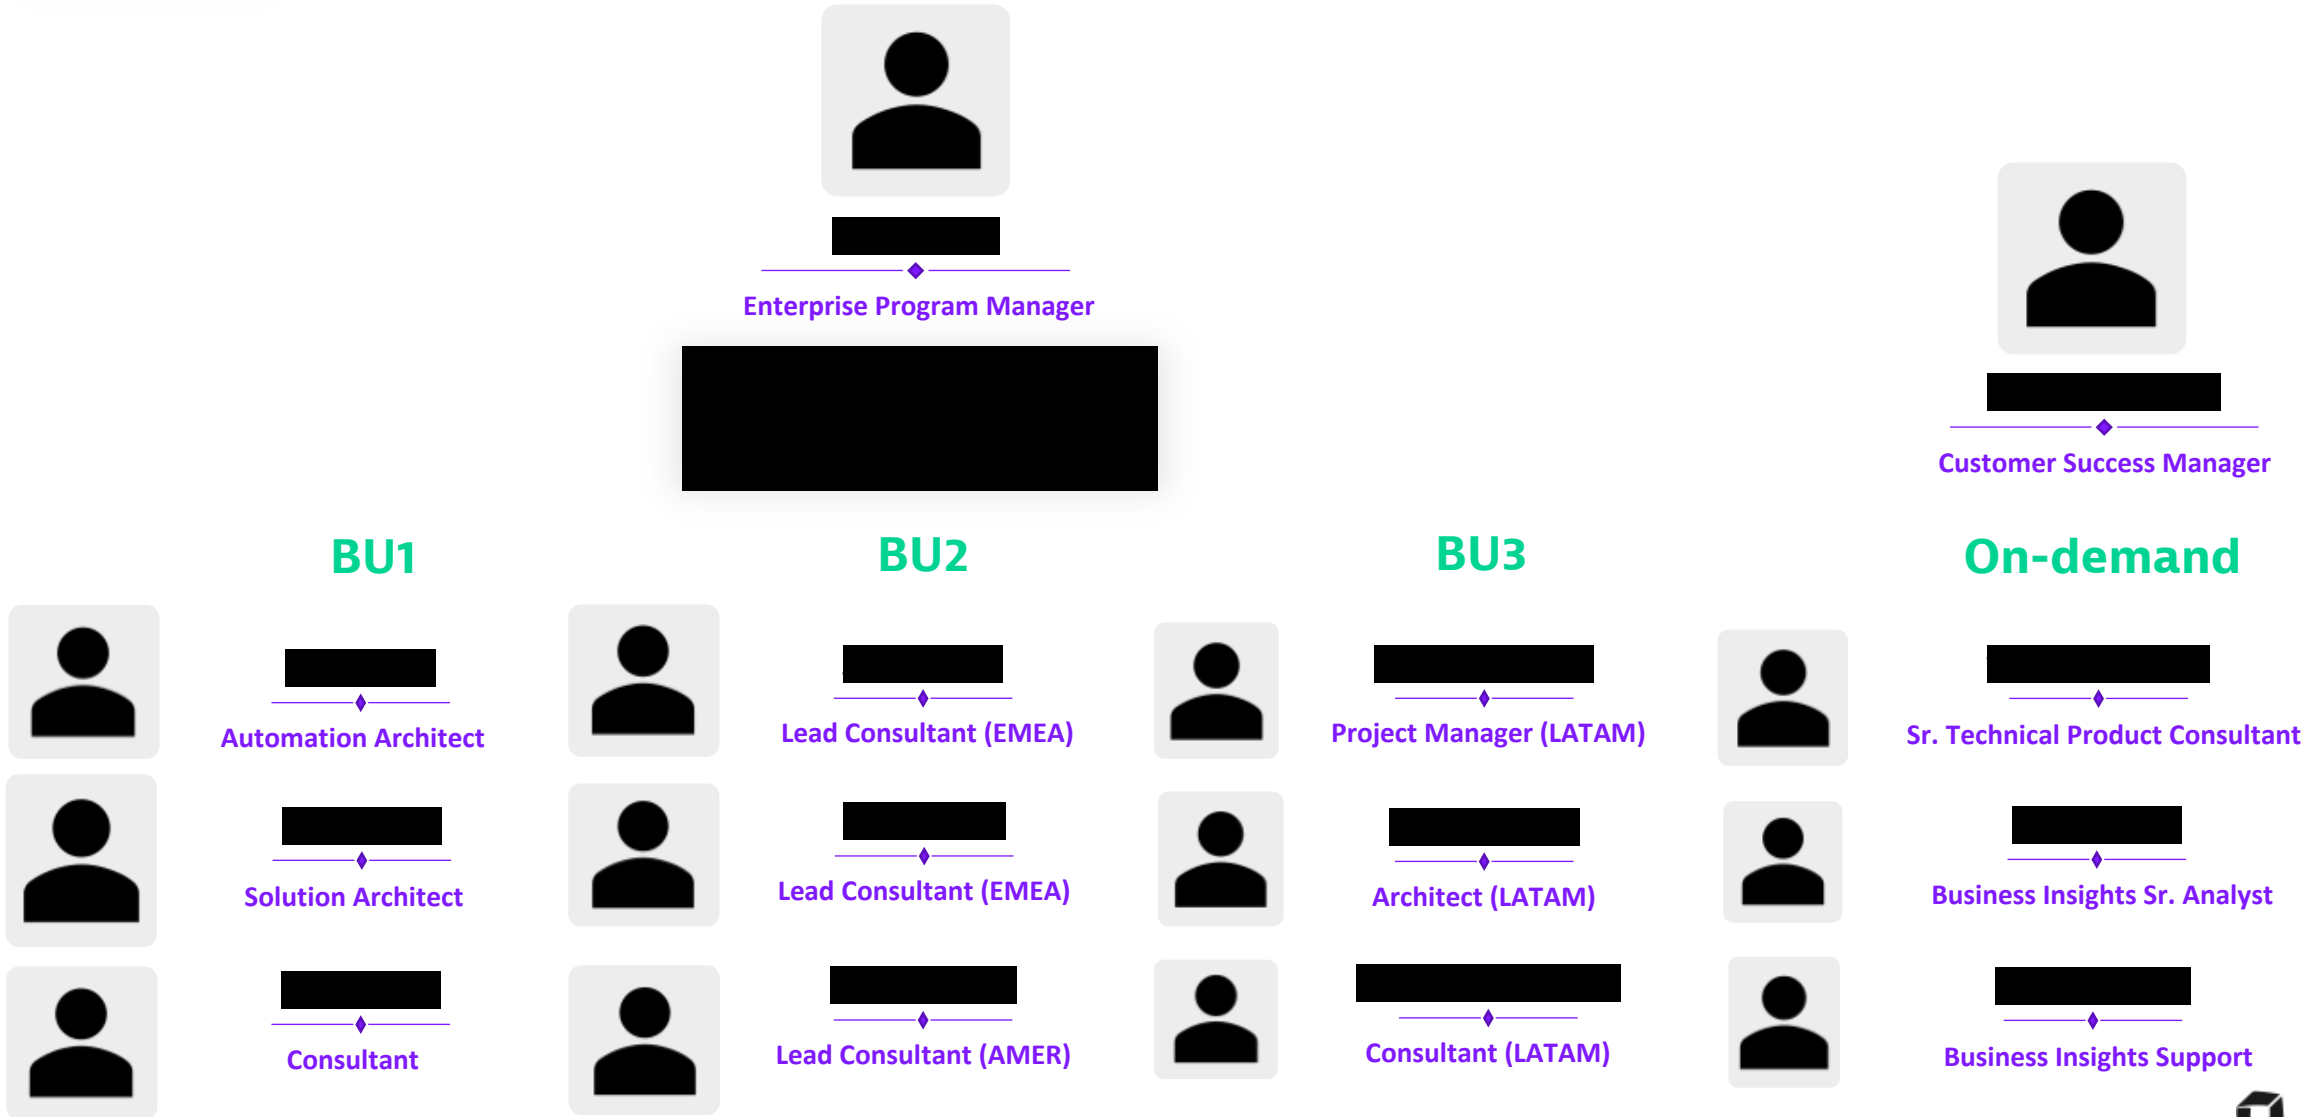 Enterprise Program Manager
Customer Success Manager
BU1
Automation Architect
Solution Architect
Consultant
BU2
Lead Consultant (EMEA)
Lead Consultant (EMEA)
Lead Consultant (AMER)
BU3
Project Manager (LATAM)
Architect (LATAM)
Consultant (LATAM)
On-demand
Sr. Technical Product Consultant
Business Insights Sr. Analyst
Business Insights Support